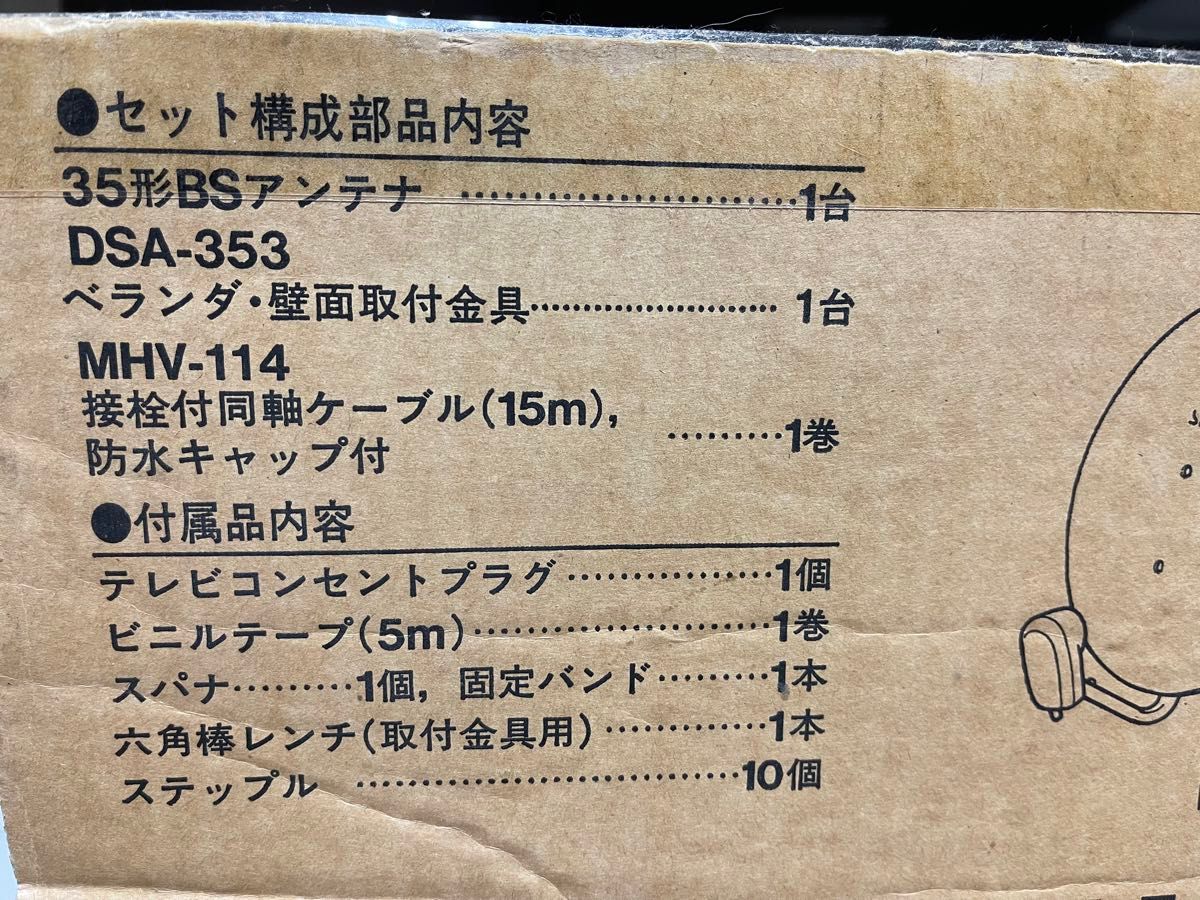 ●セット構成部品内容
35形BSアンテナ ……………………1台
DSA-353
ベランダ・壁面取付金具…………………… 1台
MHV-114
接栓付同軸ケーブル(15m),
防水キャップ付 ………1巻
●付属品内容
テレビコンセントプラグ……………1個
ビニルテープ(5m)……………………1巻
スパナ………1個, 固定バンド………1本
六角棒レンチ(取付金具用)…………1本
ステップル …………………………10個